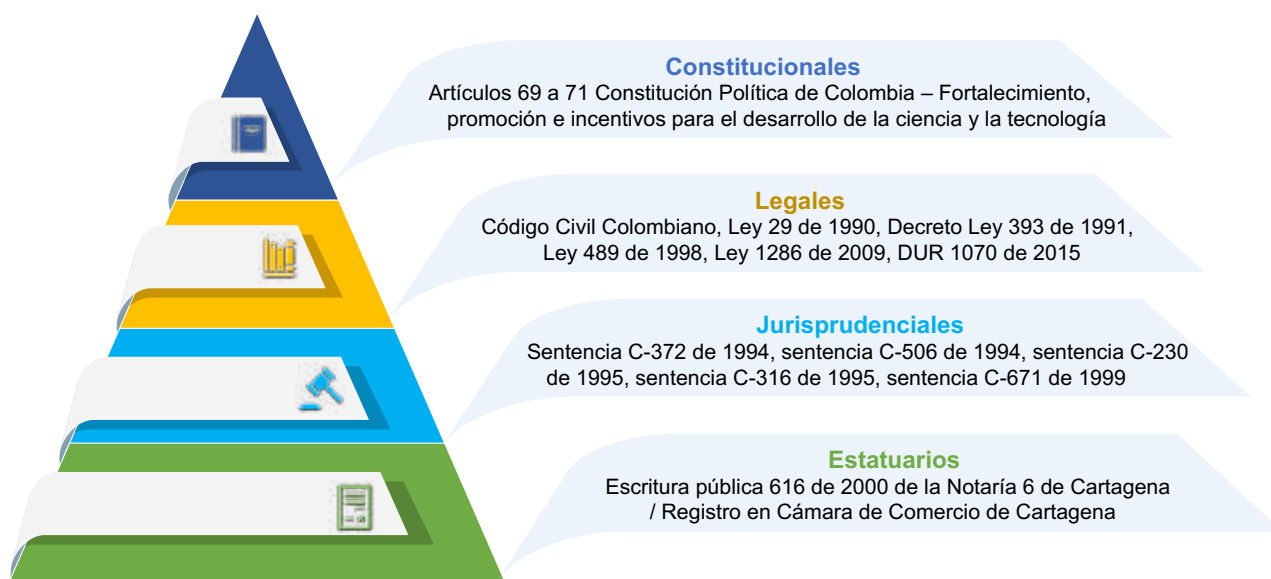 Constitucionales
Artículos 69 a 71 Constitución Política de Colombia – Fortalecimiento,
promoción e incentivos para el desarrollo de la ciencia y la tecnología
Legales
Código Civil Colombiano, Ley 29 de 1990, Decreto Ley 393 de 1991,
Ley 489 de 1998, Ley 1286 de 2009, DUR 1070 de 2015
Jurisprudenciales
Sentencia C-372 de 1994, sentencia C-506 de 1994, sentencia C-230
de 1995, sentencia C-316 de 1995, sentencia C-671 de 1999
Estatuarios
Escritura pública 616 de 2000 de la Notaría 6 de Cartagena
/ Registro en Cámara de Comercio de Cartagena